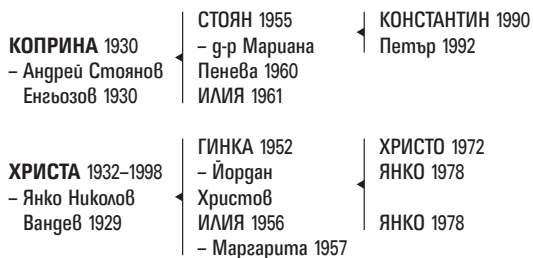 КОПРИНА 1930
– Андрей Стоянов
Енгьозов 1930
СТОЯН 1955
– д-р Мариана
Пенева 1960
ИЛИЯ 1961
КОНСТАНТИН 1990
Петър 1992
ХРИСТА 1932–1998
– Янко Николов
Вандев 1929
ГИНКА 1952
– Йордан
Христов
ИЛИЯ 1956
– Маргарита 1957
ХРИСТО 1972
ЯНКО 1978
ЯНКО 1978